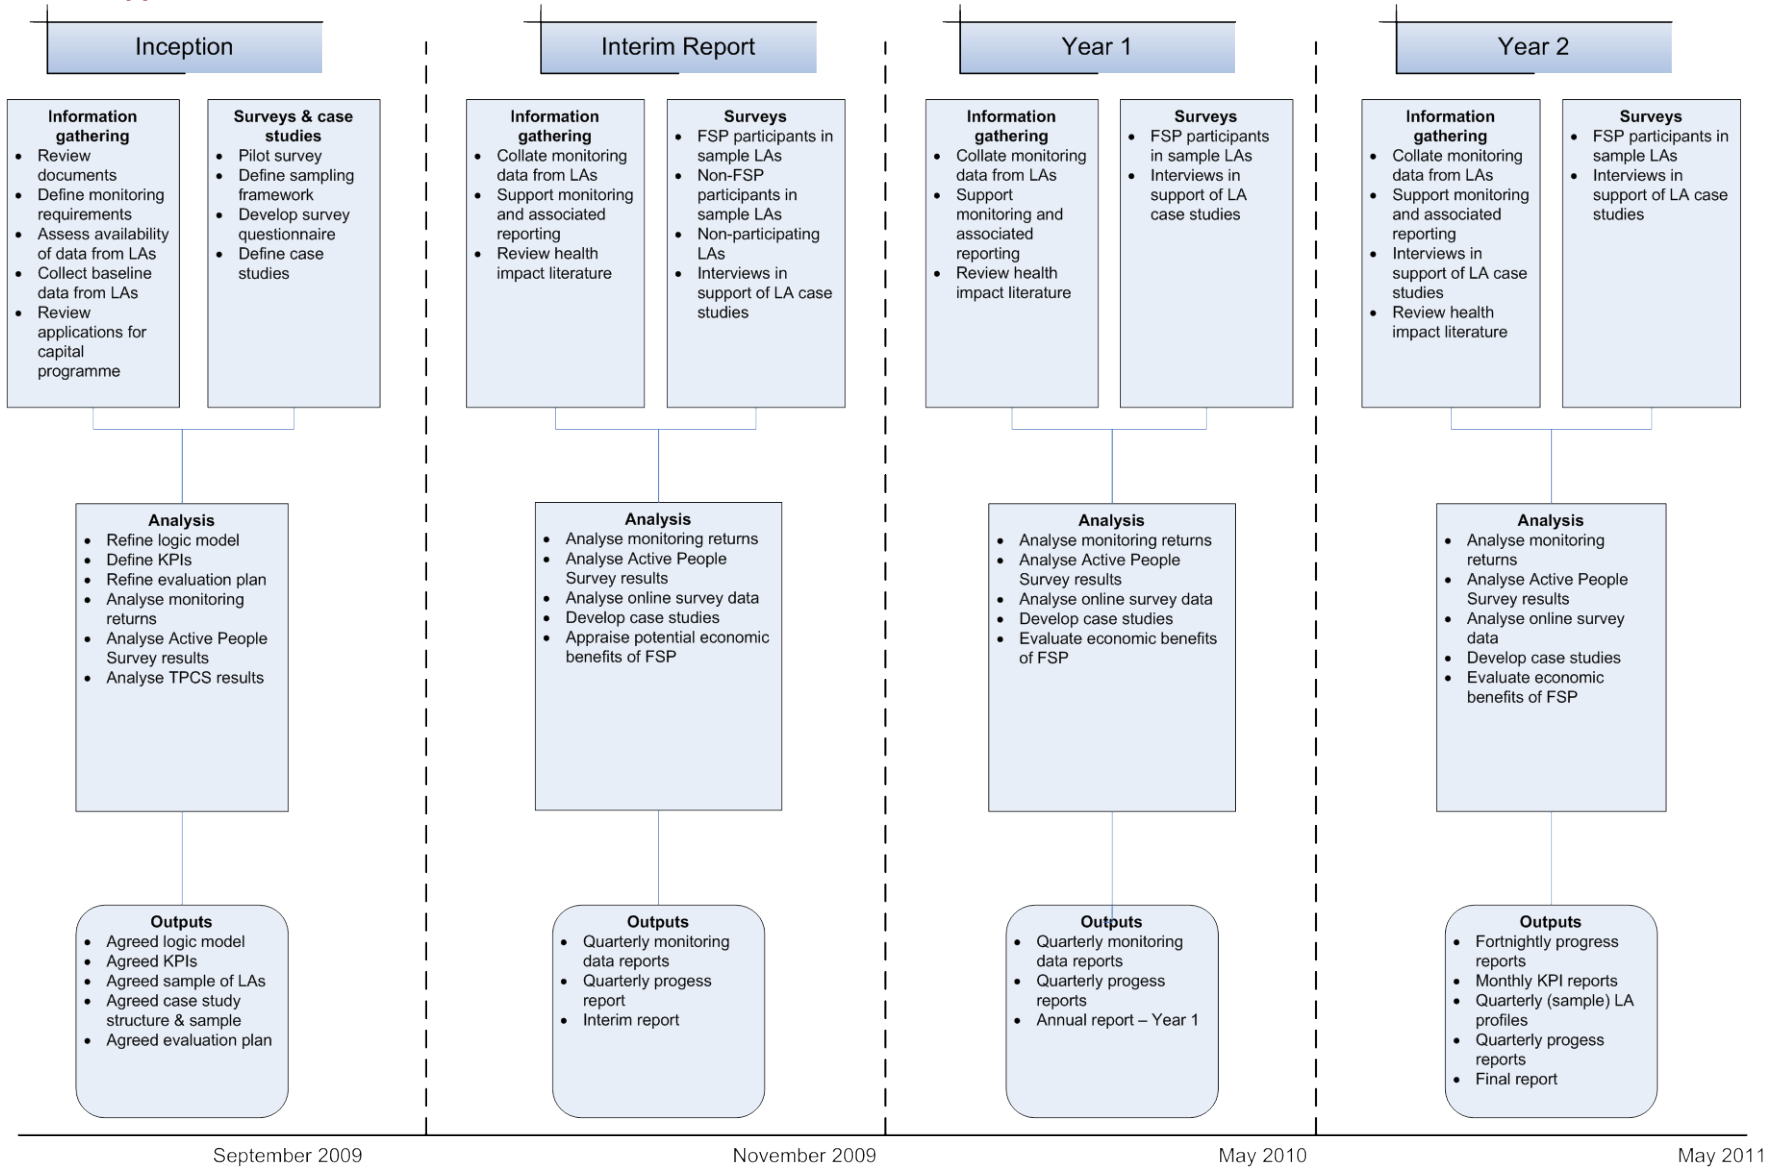 Inception
Information
gathering
Review
documents
Define monitoring
requirements
Assess availability
of data from LAs
Collect baseline
data from LAs
Review
applications for
capital
programme
Surveys & case
studies
Pilot survey
Define sampling
framework
Develop survey
questionnaire
Define case
studies
Analysis
Refine logic model
Define KPIs
Refine evaluation plan
Analyse monitoring
returns
Analyse Active People
Survey results
Analyse TPCS results
Outputs
Agreed logic model
Agreed KPIs
Agreed sample of LAs
Agreed case study
structure & sample
Agreed evaluation plan
September 2009
Interim Report
Information
gathering
Collate monitoring
data from LAs
Support monitoring
and associated
reporting
Review health
impact literature
Surveys
FSP participants in
sample LAs
Non-FSP
participants in
sample LAs
Non-participating
LAs
Interviews in
support of LA case
studies
Analysis
Analyse monitoring returns
Analyse Active People
Survey results
Analyse online survey data
Develop case studies
Appraise potential economic
benefits of FSP
Outputs
Quarterly monitoring
data reports
Quarterly progess
report
Interim report
November 2009
Year 1
Information
gathering
Collate monitoring
data from LAs
Support
monitoring and
associated
reporting
Review health
impact literature
Surveys
FSP participants
in sample LAs
Interviews in
support of LA
case studies
Analysis
Analyse monitoring returns
Analyse Active People
Survey results
Analyse online survey data
Develop case studies
Evaluate economic benefits
of FSP
Outputs
Quarterly monitoring
data reports
Quarterly progess
reports
Annual report – Year 1
May 2010
Year 2
Information
gathering
Collate monitoring
data from LAs
Support monitoring
and associated
reporting
Interviews in
support of LA case
studies
Review health
impact literature
Surveys
FSP participants in
sample LAs
Interviews in
support of LA case
studies
Analysis
Analyse monitoring
returns
Analyse Active People
Survey results
Analyse online survey
data
Develop case studies
Evaluate economic
benefits of FSP
Outputs
Fortnightly progress
reports
Monthly KPI reports
Quarterly (sample) LA
profiles
Quarterly progess
reports
Final report
May 2011